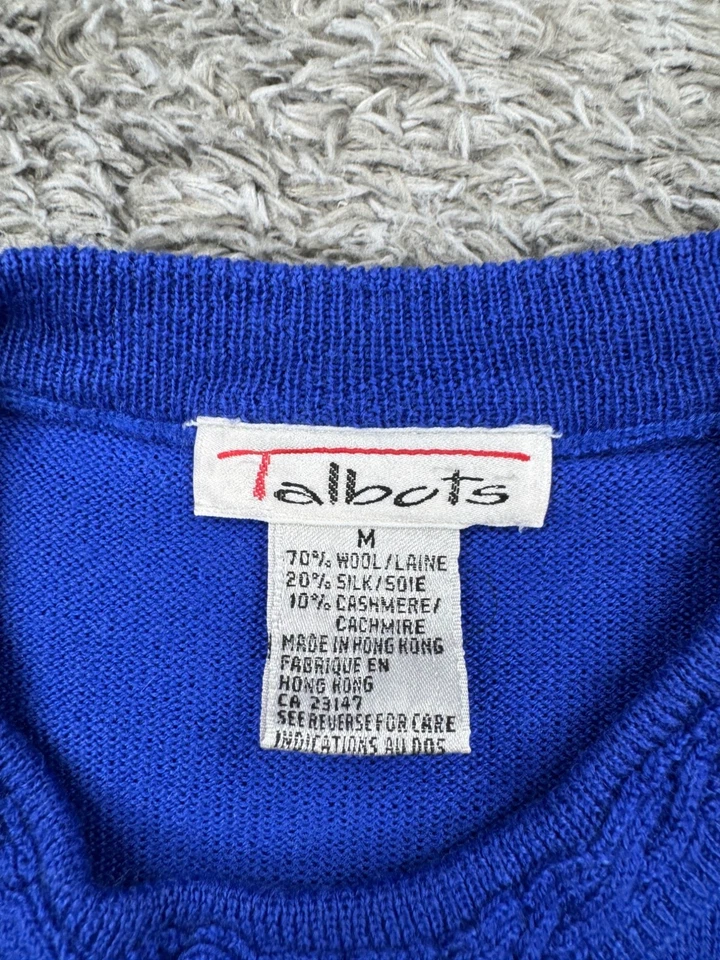 Talbots
M
70% WOOL/LAINE
20% SILK/SOIE
10% CASHMERE/
CACHMIRE
MADE IN HONG KONG
FABRIQUE EN
HONG KONG
CA 23147
SEE REVERSE FOR CARE
INDICATIONS AU DOS